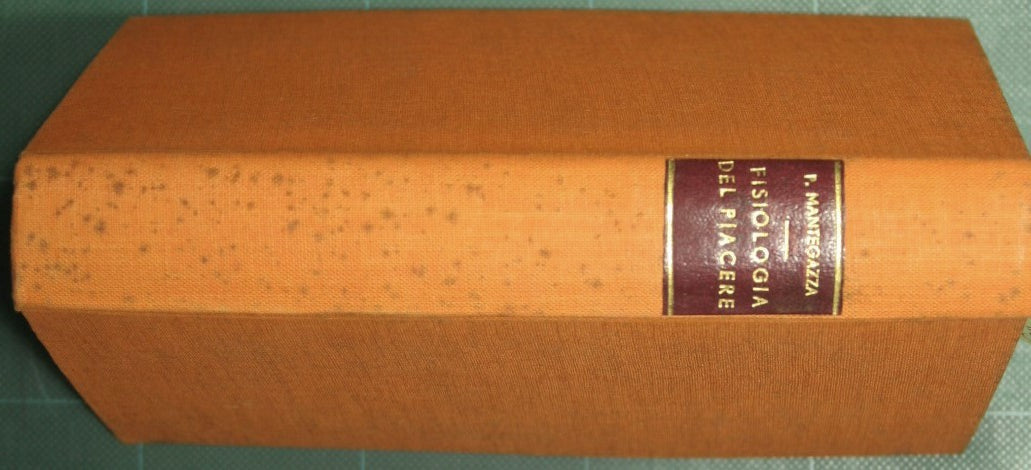 P. MANTEGAZZA
FISIOLOGIA
DEL PIACERE